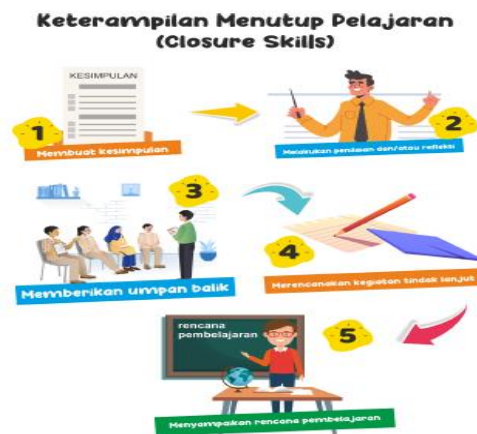 Keterampilan Menutup Pelajaran
(Closure Skills)
KESIMPULAN
1
Membuat kesimpulan
2
Melakukan penilaian dan/atau refleksi
3
Memberikan umpan balik
4
Merencanakan kegiatan tindak lanjut
rencana
pembelajaran
5
Menyampaikan rencana pembelajaran